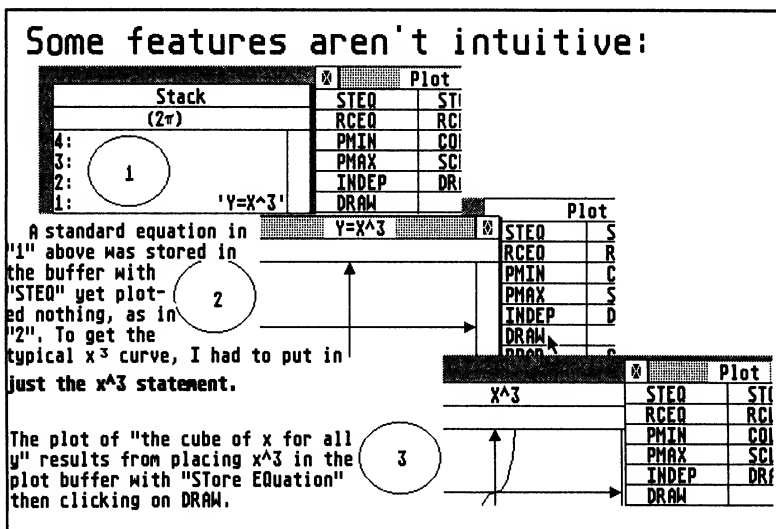 Some features aren't intuitive:
Stack
(2π)
4:
3:
2:
1: 'Y=X^3'
1
Plot
STEQ
RCEQ
PMIN
PMAX
INDEP
DRAW
A standard equation in
"1" above was stored in
the buffer with
"STEQ" yet plot-
ed nothing, as in
"2". To get the
typical x³ curve, I had to put in
just the x^3 statement.
Y=X^3
2
Plot
STEQ S
RCEQ R
PMIN C
PMAX S
INDEP D
DRAW
The plot of "the cube of x for all
y" results from placing x^3 in the
plot buffer with "STore EQuation"
then clicking on DRAW.
3
X^3
Plot
STEQ
RCEQ
PMIN
PMAX
INDEP
DRAW